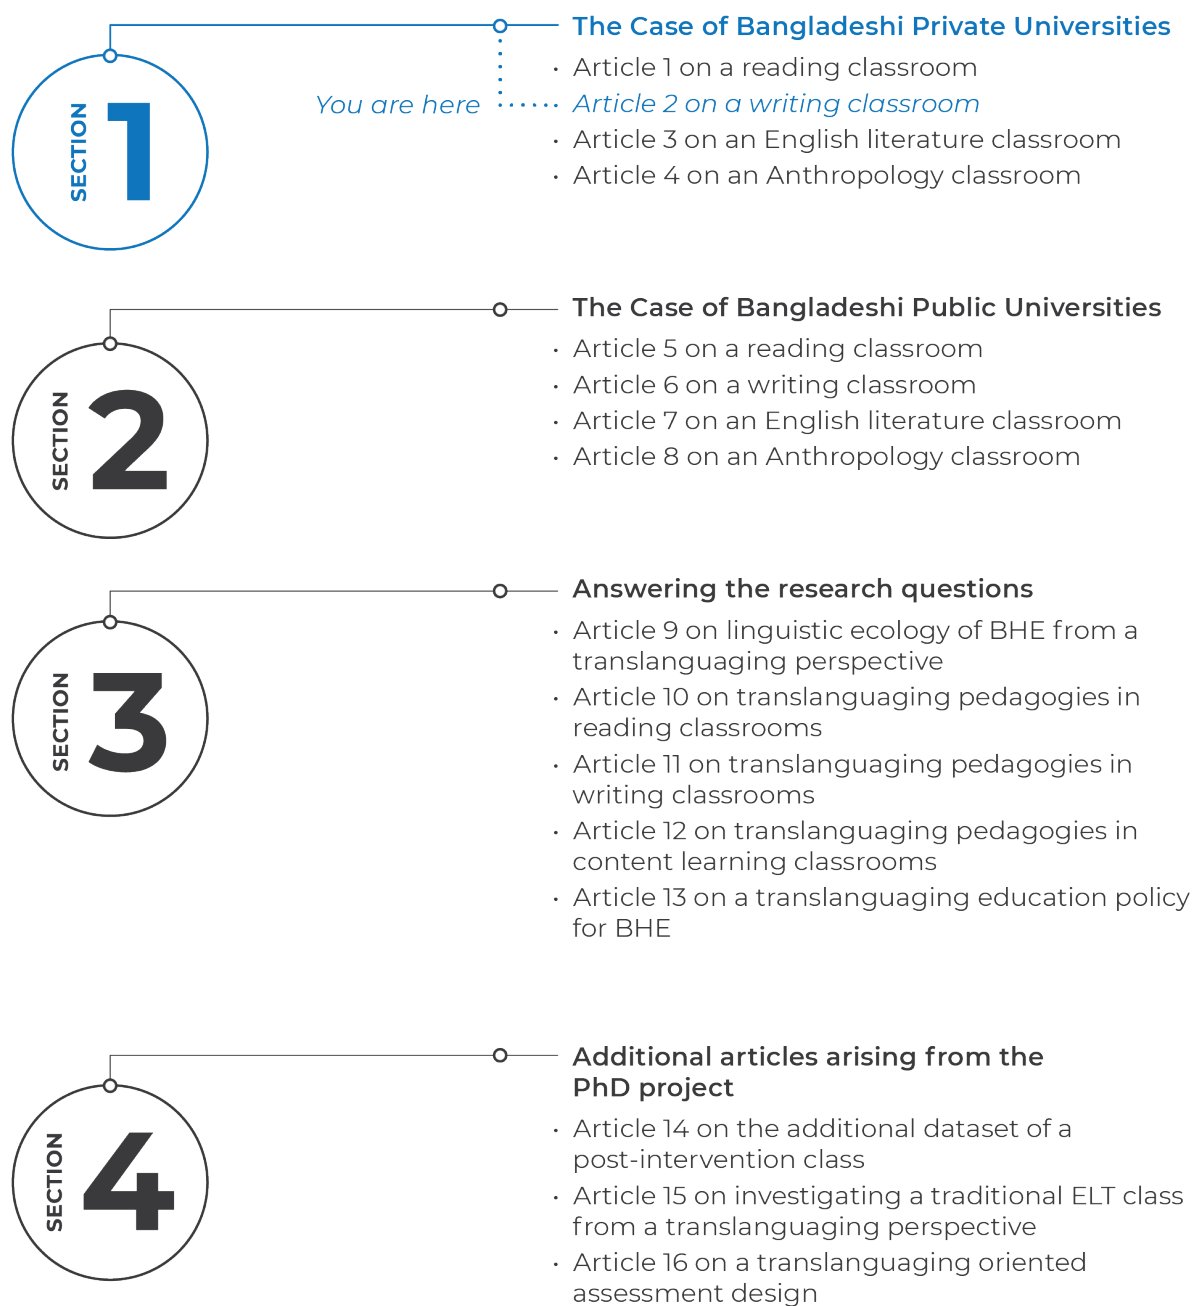 SECTION 1
The Case of Bangladeshi Private Universities
· Article 1 on a reading classroom
You are here
Article 2 on a writing classroom
· Article 3 on an English literature classroom
· Article 4 on an Anthropology classroom
SECTION 2
The Case of Bangladeshi Public Universities
· Article 5 on a reading classroom
· Article 6 on a writing classroom
· Article 7 on an English literature classroom
· Article 8 on an Anthropology classroom
SECTION 3
Answering the research questions
· Article 9 on linguistic ecology of BHE from a
translanguaging perspective
· Article 10 on translanguaging pedagogies in
reading classrooms
· Article 11 on translanguaging pedagogies in
writing classrooms
· Article 12 on translanguaging pedagogies in
content learning classrooms
· Article 13 on a translanguaging education policy
for BHE
SECTION 4
Additional articles arising from the
PhD project
· Article 14 on the additional dataset of a
post-intervention class
· Article 15 on investigating a traditional ELT class
from a translanguaging perspective
· Article 16 on a translanguaging oriented
assessment design